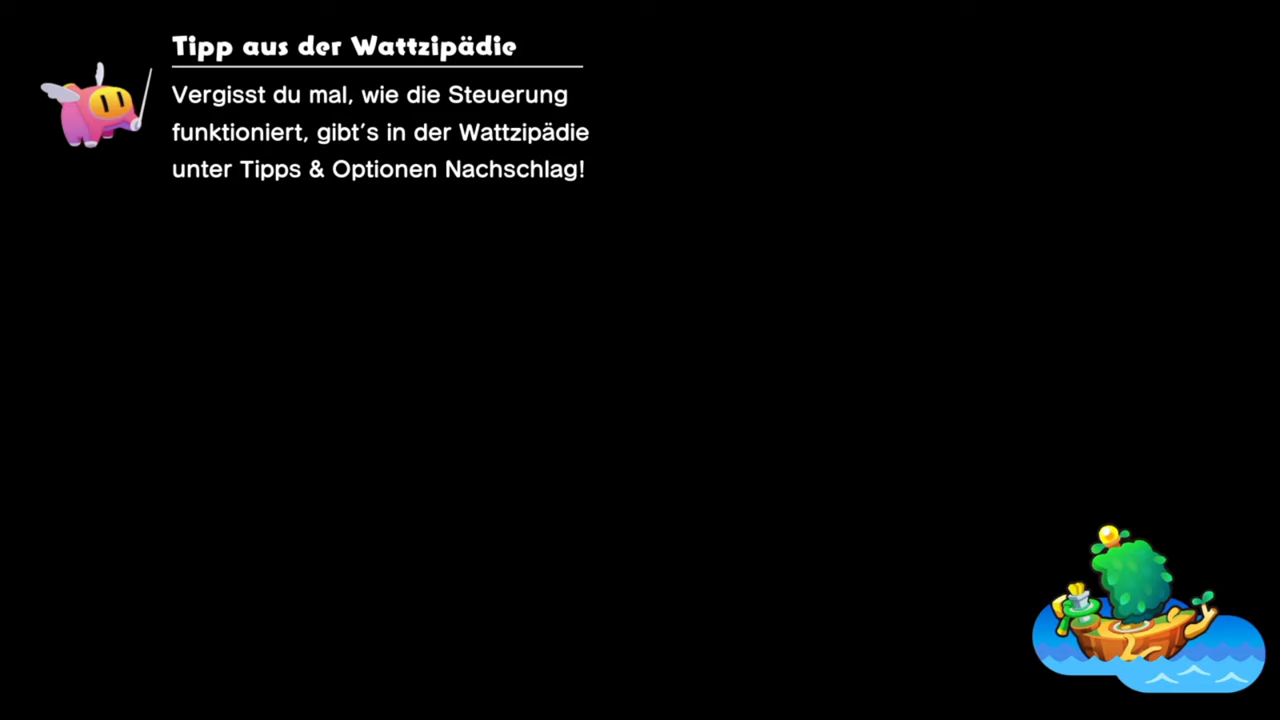 Tipp aus der Wattzipädie
Vergisst du mal, wie die Steuerung
funktioniert, gibt's in der Wattzipädie
unter Tipps & Optionen Nachschlag!